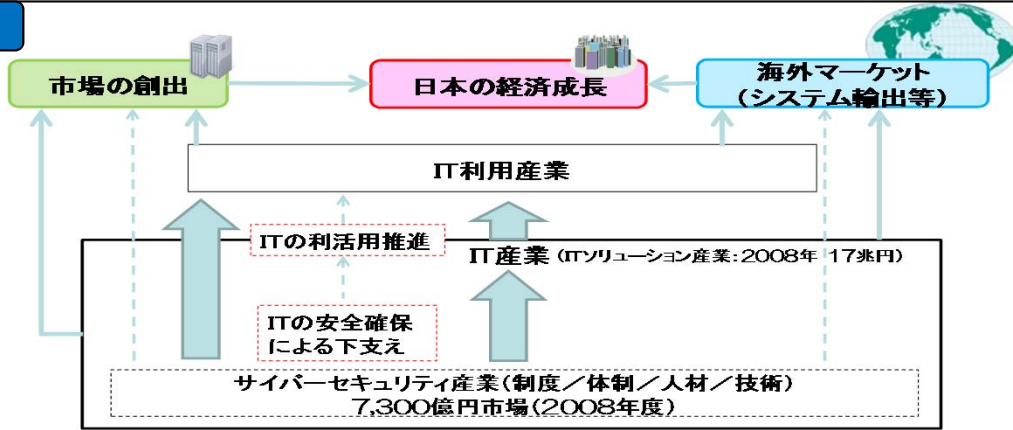 市場の創出
日本の経済成長
海外マーケット
(システム輸出等)
IT利用産業
ITの利活用推進
IT産業 (ITソリューション産業:2008年 17兆円)
ITの安全確保
による下支え
サイバーセキュリティ産業(制度/体制/人材/技術)
7,300億円市場(2008年度)